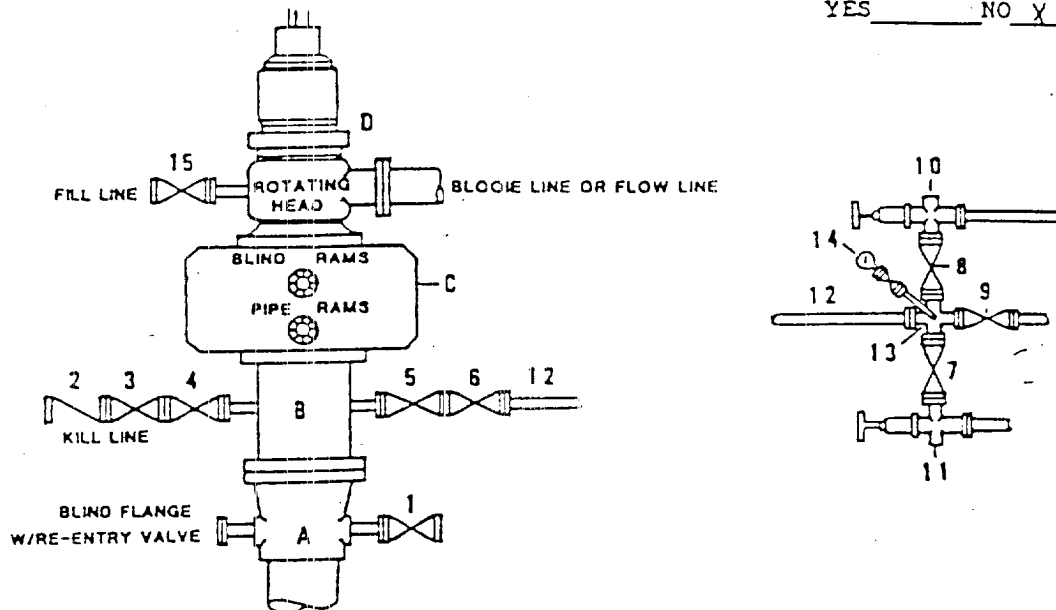 YES NO X
D
15
FILL LINE
ROTATING
HEAD
BLOOIE LINE OR FLOW LINE
BLIND RAMS
C
PIPE RAMS
2 3 4
B
5 6 12
KILL LINE
BLIND FLANGE
W/RE-ENTRY VALVE
A
1
10
14
8
12
9
13
7
11